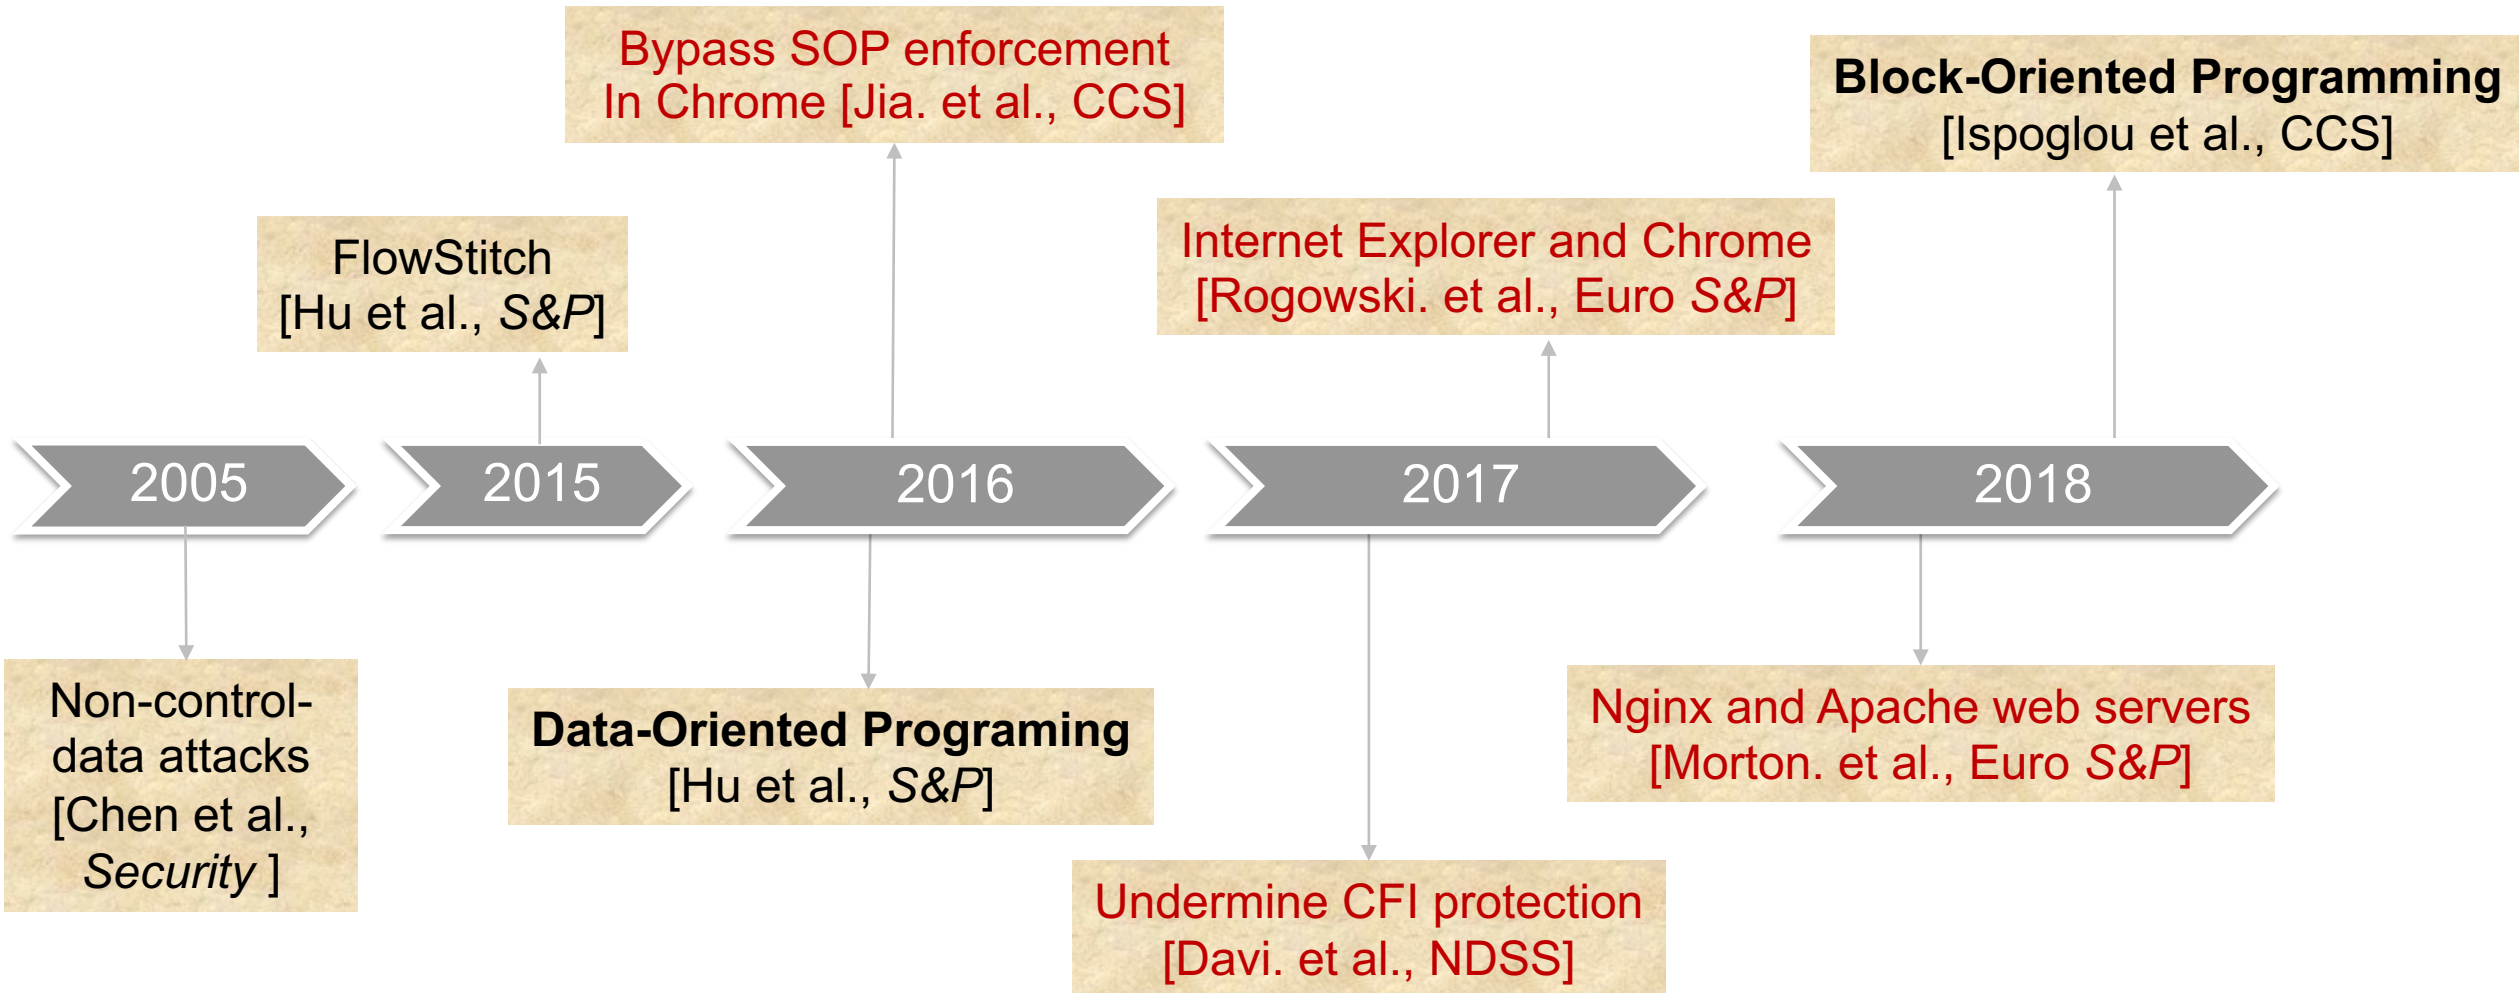 Bypass SOP enforcement
In Chrome [Jia. et al., CCS]
Block-Oriented Programming
[Ispoglou et al., CCS]
FlowStitch
[Hu et al., S&P]
Internet Explorer and Chrome
[Rogowski. et al., Euro S&P]
2005
2015
2016
2017
2018
Non-control-
data attacks
[Chen et al.,
Security ]
Data-Oriented Programing
[Hu et al., S&P]
Nginx and Apache web servers
[Morton. et al., Euro S&P]
Undermine CFI protection
[Davi. et al., NDSS]